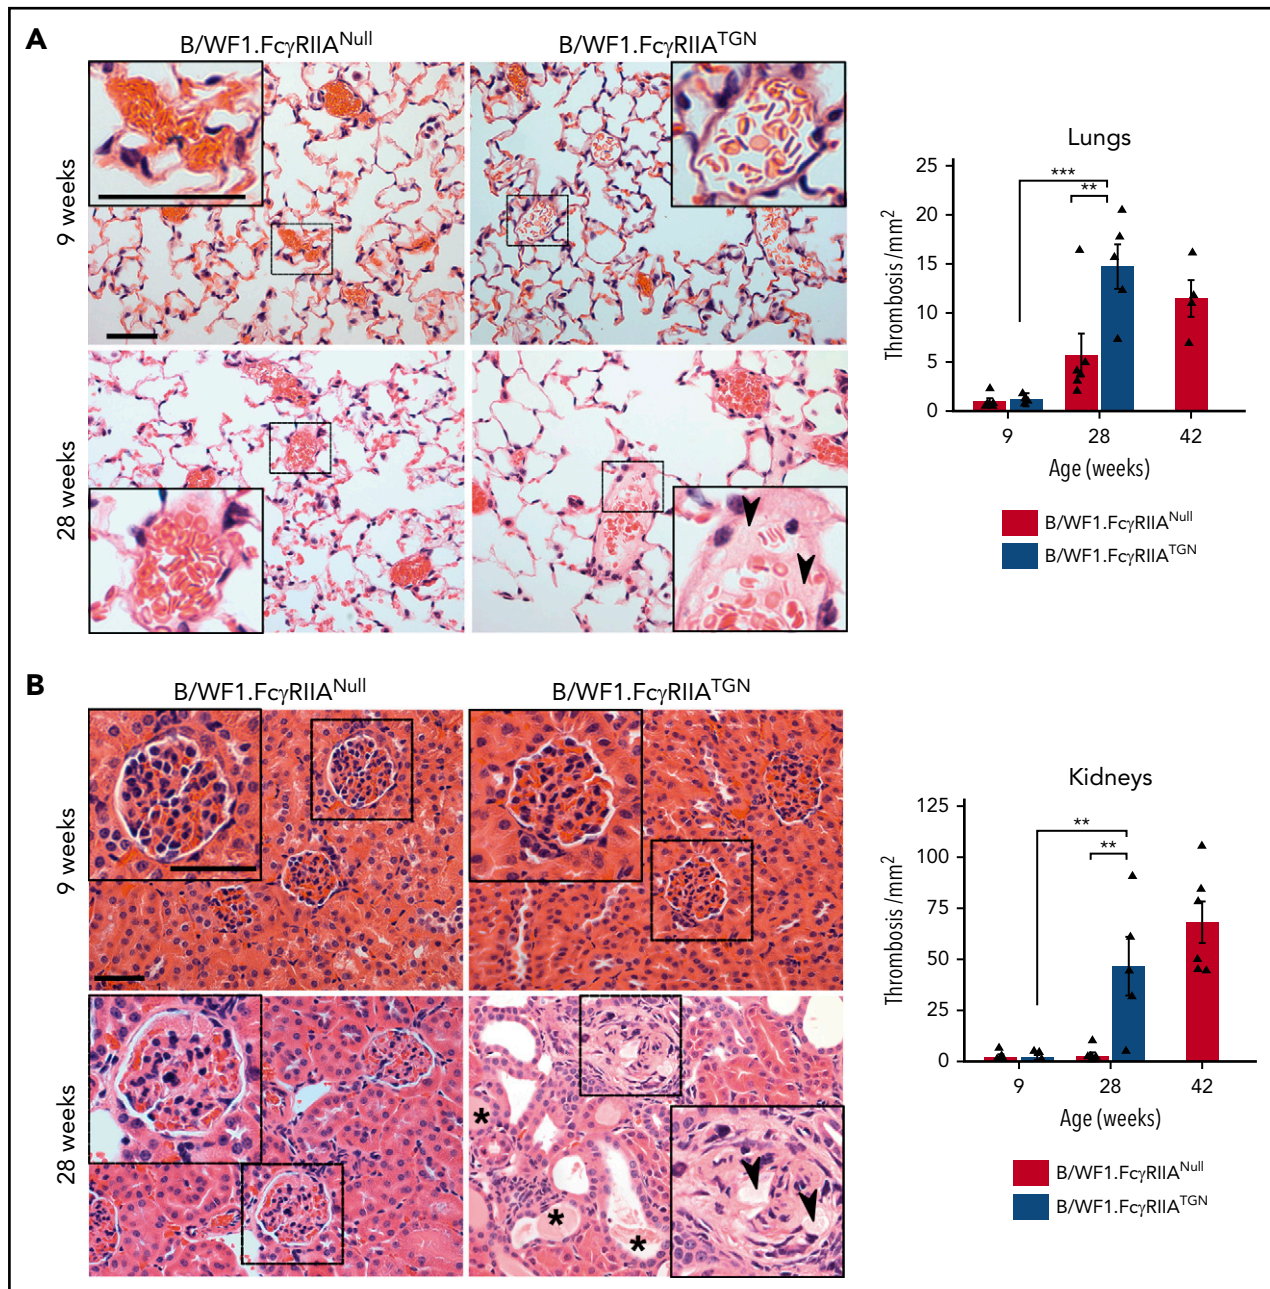 A
B/WF1.FcγRIIA^Null
B/WF1.FcγRIIA^TGN
9 weeks
28 weeks
Lungs
Thrombosis /mm²
25
20
15
10
5
0
***
**
9 28 42
Age (weeks)
B/WF1.FcγRIIA^Null
B/WF1.FcγRIIA^TGN
B
B/WF1.FcγRIIA^Null
B/WF1.FcγRIIA^TGN
9 weeks
28 weeks
*
*
*
Kidneys
Thrombosis /mm²
125
100
75
50
25
0
**
**
9 28 42
Age (weeks)
B/WF1.FcγRIIA^Null
B/WF1.FcγRIIA^TGN